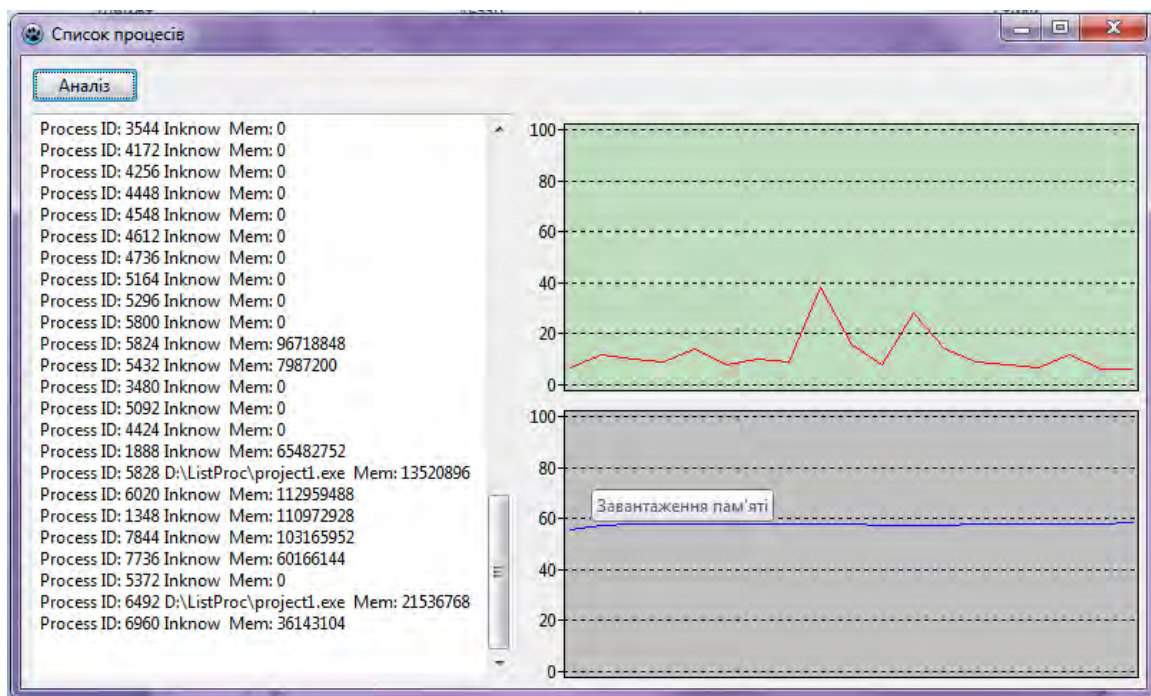 Список процесів
Аналіз
Process ID: 3544 Inknow Mem: 0
Process ID: 4172 Inknow Mem: 0
Process ID: 4256 Inknow Mem: 0
Process ID: 4448 Inknow Mem: 0
Process ID: 4548 Inknow Mem: 0
Process ID: 4612 Inknow Mem: 0
Process ID: 4736 Inknow Mem: 0
Process ID: 5164 Inknow Mem: 0
Process ID: 5296 Inknow Mem: 0
Process ID: 5800 Inknow Mem: 0
Process ID: 5824 Inknow Mem: 96718848
Process ID: 5432 Inknow Mem: 7987200
Process ID: 3480 Inknow Mem: 0
Process ID: 5092 Inknow Mem: 0
Process ID: 4424 Inknow Mem: 0
Process ID: 1888 Inknow Mem: 65482752
Process ID: 5828 D:\ListProc\project1.exe Mem: 13520896
Process ID: 6020 Inknow Mem: 112959488
Process ID: 1348 Inknow Mem: 110972928
Process ID: 7844 Inknow Mem: 103165952
Process ID: 7736 Inknow Mem: 60166144
Process ID: 5372 Inknow Mem: 0
Process ID: 6492 D:\ListProc\project1.exe Mem: 21536768
Process ID: 6960 Inknow Mem: 36143104
100
80
60
40
20
0
100
80
Завантаження пам'яті
60
40
20
0